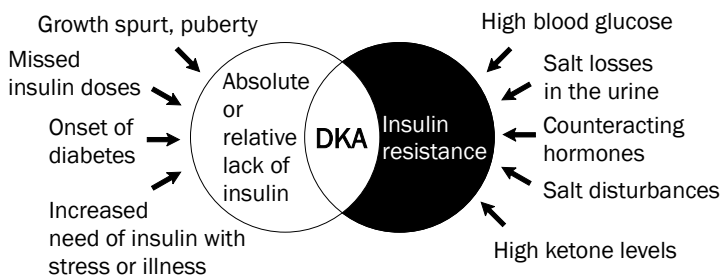 Growth spurt, puberty
Missed
insulin doses
Onset of
diabetes
Increased
need of insulin with
stress or illness
Absolute
or
relative
lack of
insulin
DKA
Insulin
resistance
High blood glucose
Salt losses
in the urine
Counteracting
hormones
Salt disturbances
High ketone levels